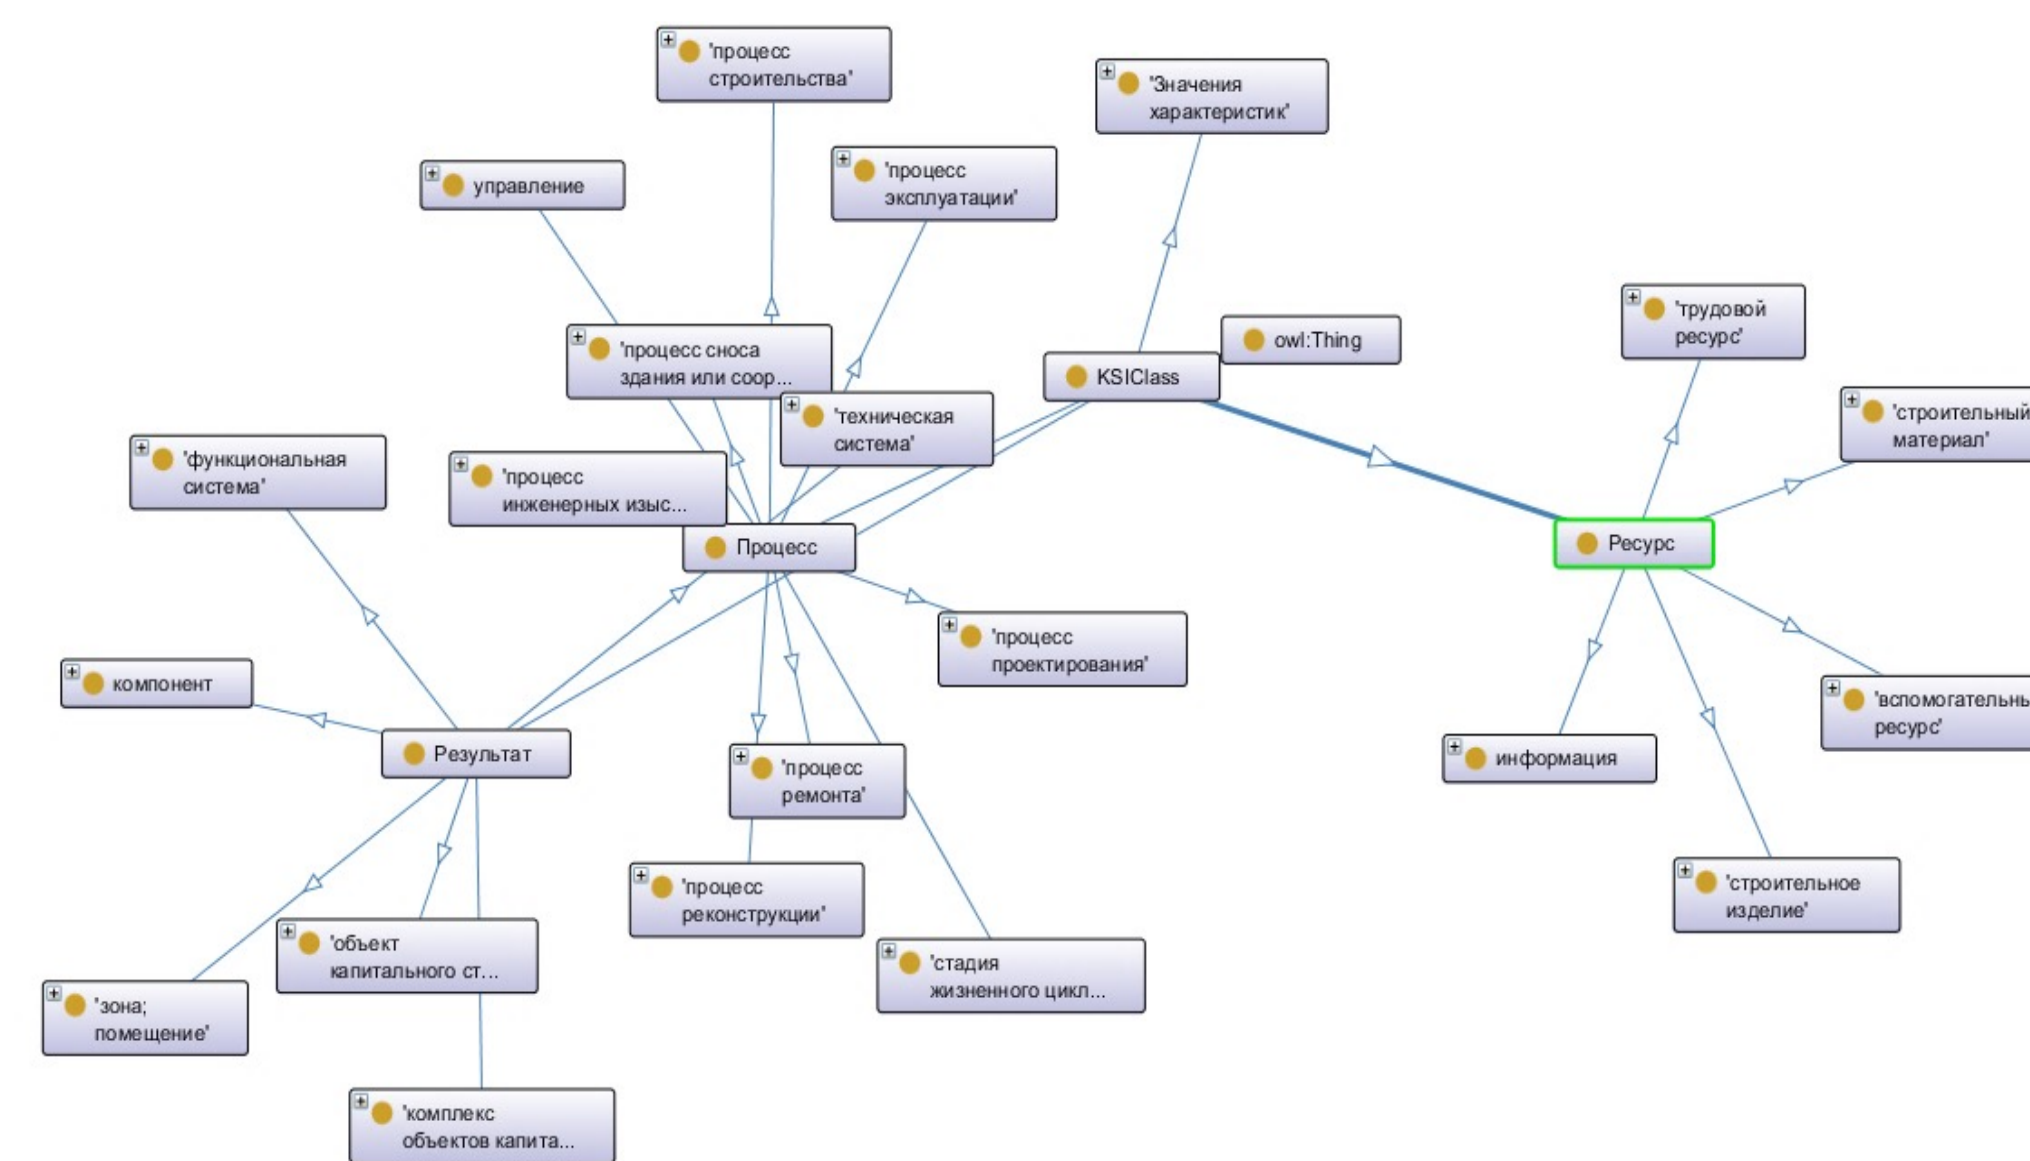 'процесс
строительства'
'Значения
характеристик'
управление
'процесс
эксплуатации'
'трудовой
ресурс'
owl:Thing
'процесс сноса
здания или соор...
KSIClass
'техническая
система'
'строительный
материал'
'функциональная
система'
'процесс
инженерных изыс...
Процесс
Ресурс
'процесс
проектирования'
компонент
'вспомогательны
ресурс'
Результат
информация
'процесс
ремонта'
'процесс
реконструкции'
'строительное
изделие'
'объект
капитального ст...
'стадия
жизненного цикл...
'зона;
помещение'
'комплекс
объектов капита...